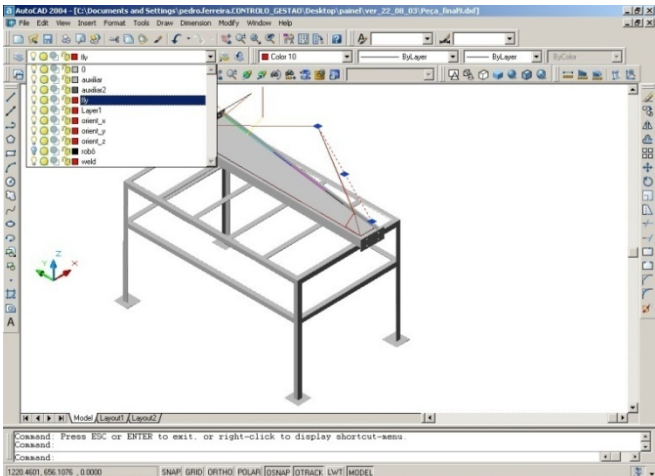 AutoCAD 2004 - [C:\Documents and Settings\pedro.ferreira.CONTROLO_GESTAO\Desktop\painel\ver_22_08_03\Peça_final9.dxf]
File Edit View Insert Format Tools Draw Dimension Modify Window Help
fly
Color 10
ByLayer
ByLayer
ByColor
0
auxiliar
auxiliar2
fly
Layer1
orient_x
orient_y
orient_z
robô
weld
Z
Y
X
Model
Layout1
Layout2
Command: Press ESC or ENTER to exit, or right-click to display shortcut-menu.
Command:
Command:
1220.4601, 656.1076 , 0.0000 SNAP GRID ORTHO POLAR OSNAP OTRACK LWT MODEL